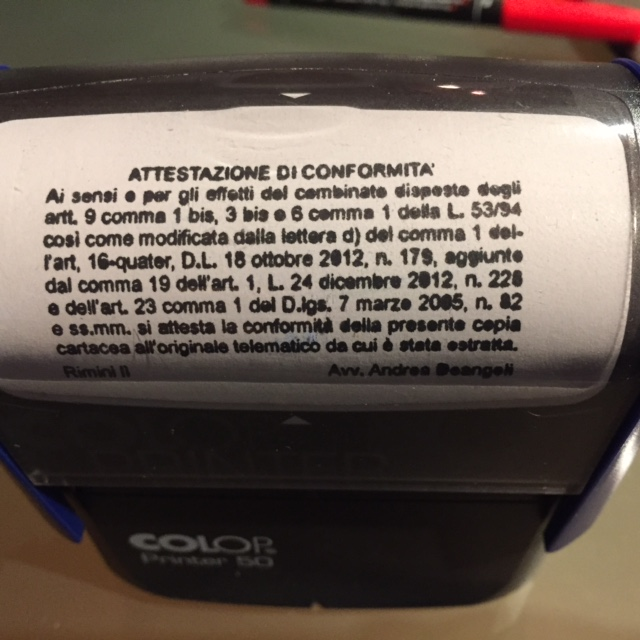 ATTESTAZIONE DI CONFORMITA'
Ai sensi e per gli effetti del combinato disposto degli
artt. 9 comma 1 bis, 3 bis e 6 comma 1 della L. 53/94
così come modificata dalla lettera d) del comma 1 del-
l'art, 16-quater, D.L. 18 ottobre 2012, n. 179, aggiunto
dal comma 19 dell'art. 1, L. 24 dicembre 2012, n. 228
e dell'art. 23 comma 1 del D.lgs. 7 marzo 2005, n. 82
e ss.mm. si attesta la conformità della presente copia
cartacea all'originale telematico da cui è stata estratta.
Rimini lì Avv. Andrea Deangeli
COLOP
Printer 50